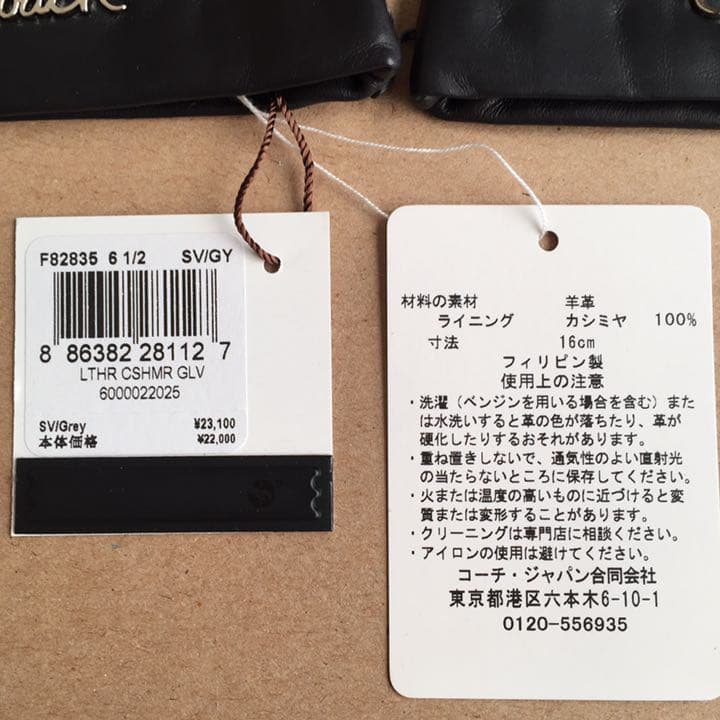 F82835 6 1/2 SV/GY
8 86382 28112 7
LTHR CSHMR GLV
6000022025
SV/Grey ¥23,100
本体価格 ¥22,000
材料の素材 羊革
ライニング カシミヤ 100%
寸法 16cm
フィリピン製
使用上の注意
・洗濯(ベンジンを用いる場合を含む)また
は水洗いすると革の色が落ちたり、革が
硬化したりするおそれがあります。
・重ね置きしないで、通気性のよい直射光
の当たらないところに保存してください。
・火または温度の高いものに近づけると変
質または変形することがあります。
・クリーニングは専門店に相談ください。
・アイロンの使用は避けてください。
コーチ・ジャパン合同会社
東京都港区六本木6-10-1
0120-556935